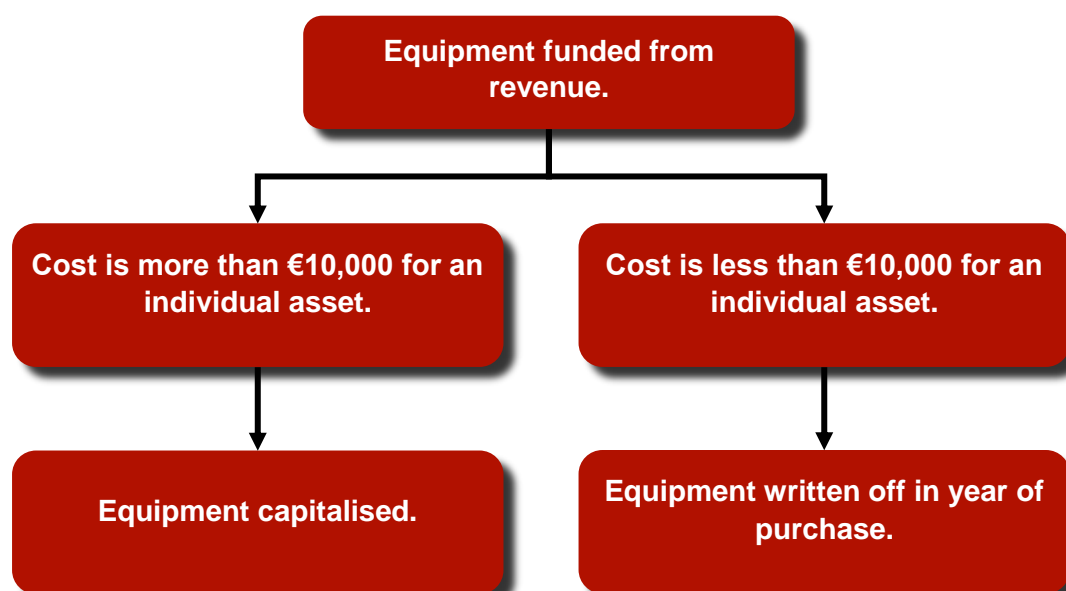 Equipment funded from
revenue.
Cost is more than €10,000 for an
individual asset.
Cost is less than €10,000 for an
individual asset.
Equipment capitalised.
Equipment written off in year of
purchase.